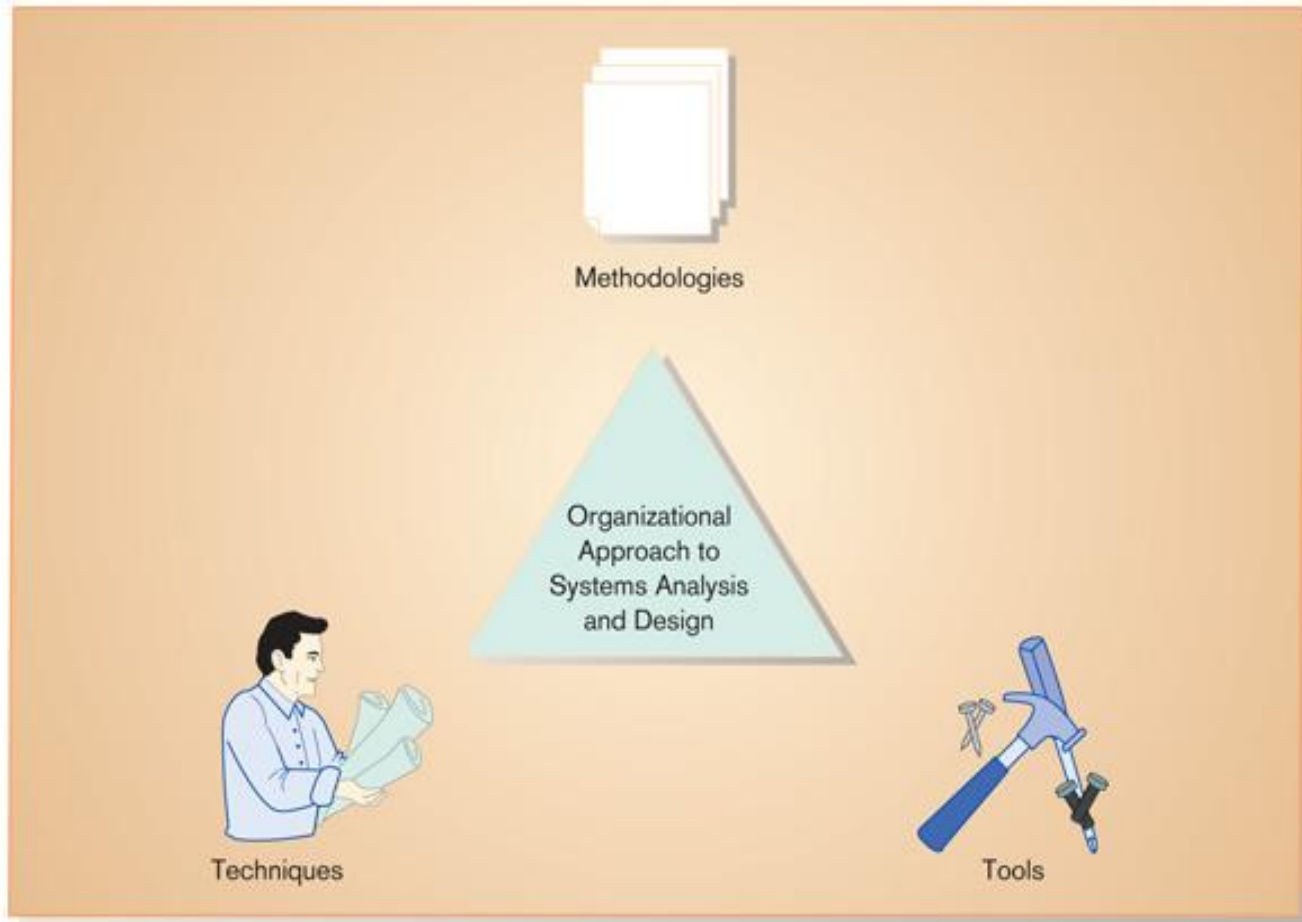 Methodologies
Organizational
Approach to
Systems Analysis
and Design
Techniques
Tools